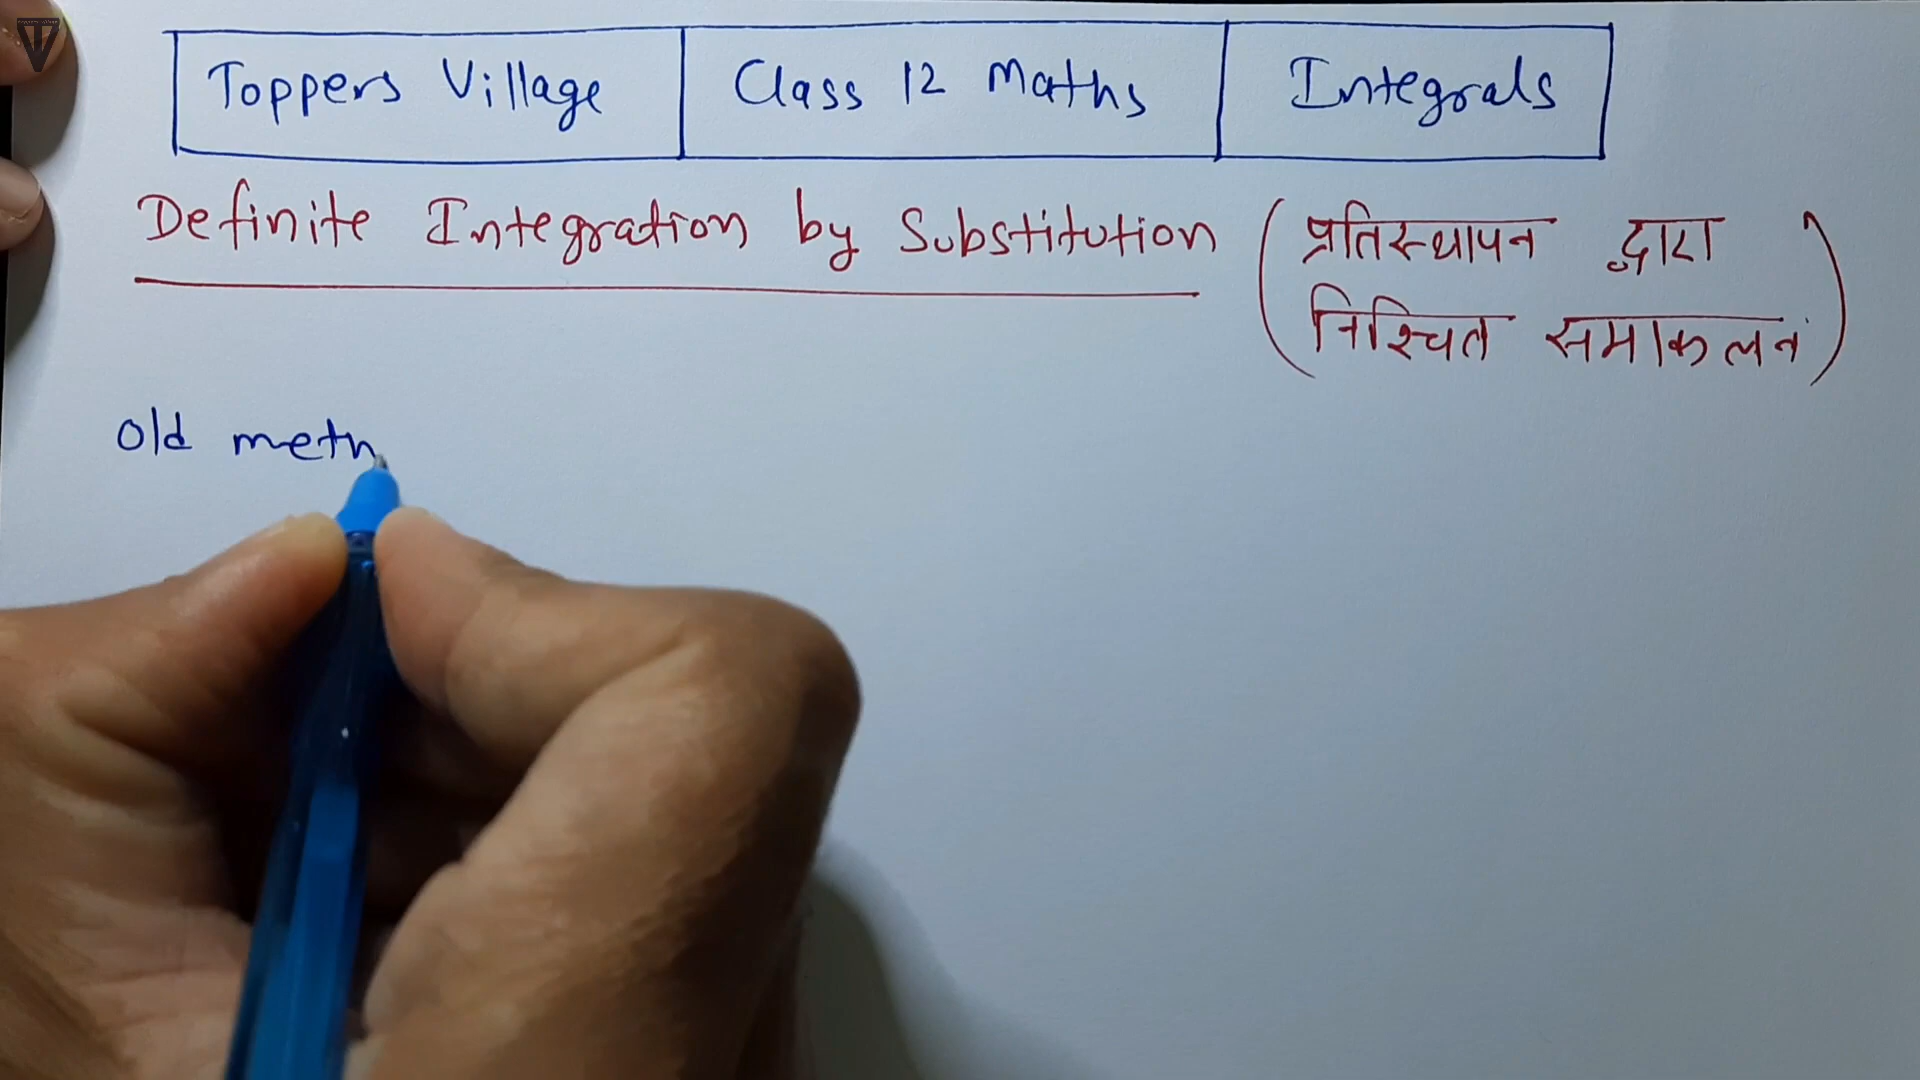 Toppers Village Class 12 Maths Integrals
Definite Integration by Substitution (प्रतिस्थापन द्वारा
निश्चित समाकलन)
Old meth